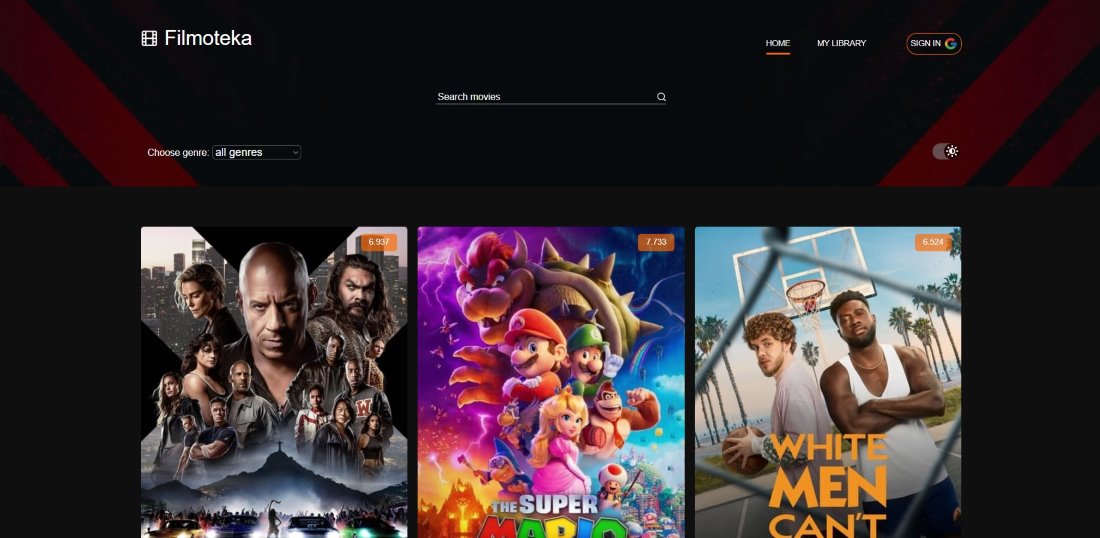 Filmoteka
HOME
MY LIBRARY
SIGN IN
Search movies
Choose genre: all genres
6.937
7.733
6.524
W
THE SUPER
MARIO
WHITE
MEN
CAN'T